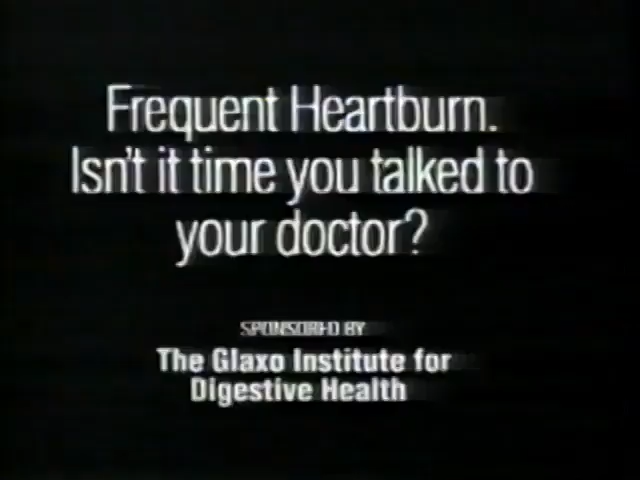 Frequent Heartburn.
Isn't it time you talked to
your doctor?
SPONSORED BY
The Glaxo Institute for
Digestive Health